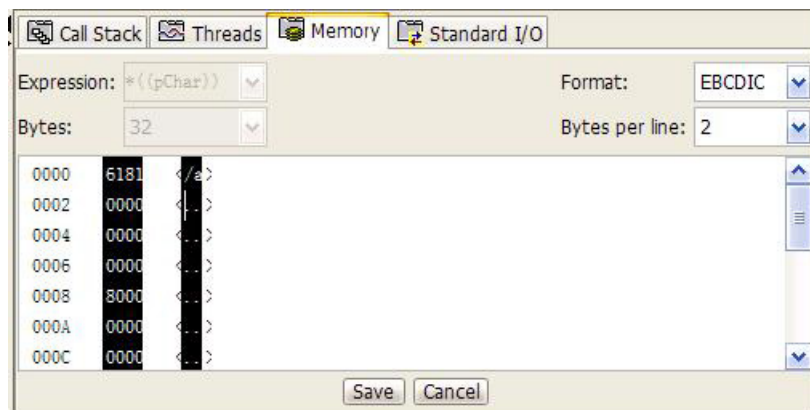 Call Stack Threads Memory Standard I/O
Expression: *((pChar)) Format: EBCDIC
Bytes: 32 Bytes per line: 2
0000 6181 </a>
0002 0000 <..>
0004 0000 <..>
0006 0000 <..>
0008 8000 <..>
000A 0000 <..>
000C 0000 <..>
Save Cancel